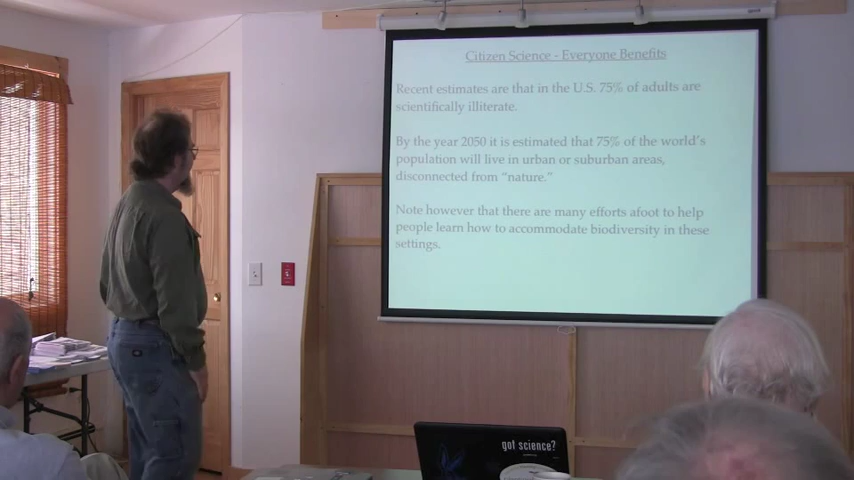 Citizen Science - Everyone Benefits
Recent estimates are that in the U.S. 75% of adults are
scientifically illiterate.
By the year 2050 it is estimated that 75% of the world's
population will live in urban or suburban areas,
disconnected from "nature."
Note however that there are many efforts afoot to help
people learn how to accommodate biodiversity in these
settings.
got science?